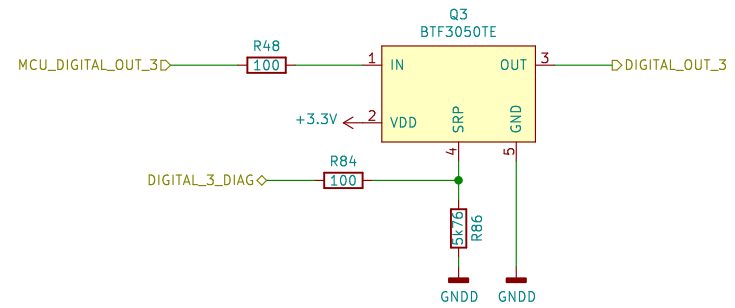 Q3
BTF3050TE
R48
MCU_DIGITAL_OUT_3
100
1
IN
OUT
3
DIGITAL_OUT_3
+3.3V
2
VDD
SRP
GND
4
5
R84
DIGITAL_3_DIAG
100
5k76
R86
GNDD
GNDD